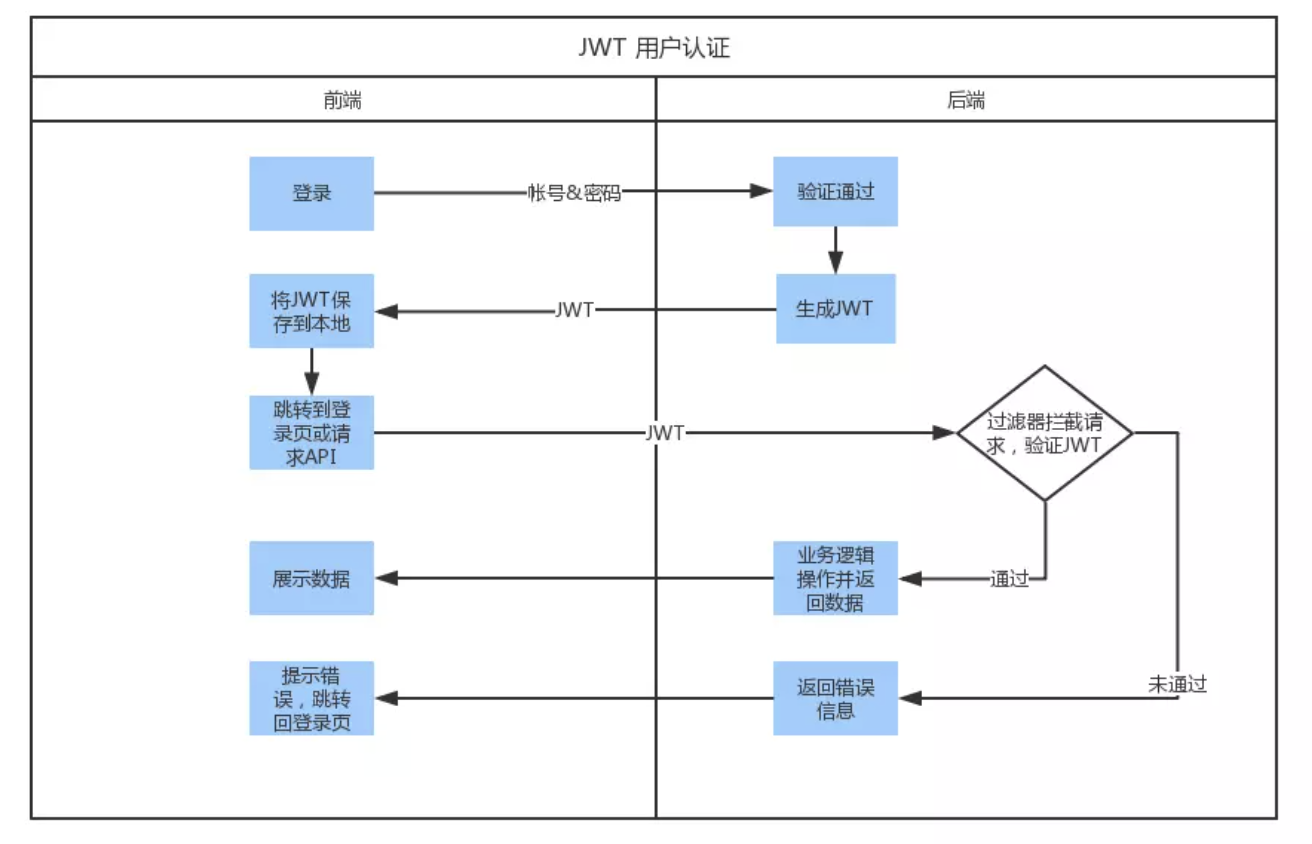 JWT 用户认证
前端
后端
登录
帐号&密码
验证通过
将JWT保
存到本地
JWT
生成JWT
跳转到登
录页或请
求API
JWT
过滤器拦截请
求，验证JWT
展示数据
业务逻辑
操作并返
回数据
通过
提示错
误，跳转
回登录页
返回错误
信息
未通过